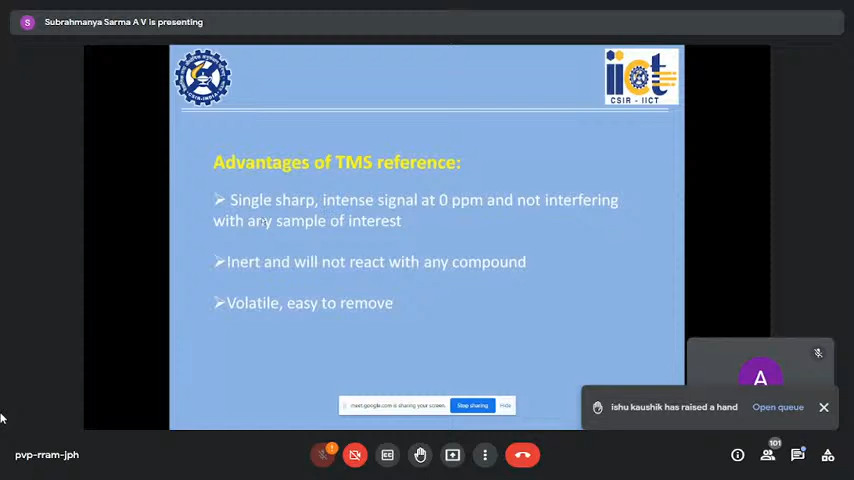 S Subrahmanya Sarma A V is presenting
CSIR-INDIA
iict
CSIR - IICT
Advantages of TMS reference:
➢ Single sharp, intense signal at 0 ppm and not interfering
with any sample of interest
➢Inert and will not react with any compound
➢Volatile, easy to remove
A
meet.google.com is sharing your screen.
Stop sharing
Hide
ishu kaushik has raised a hand
Open queue
pvp-rram-jph
101